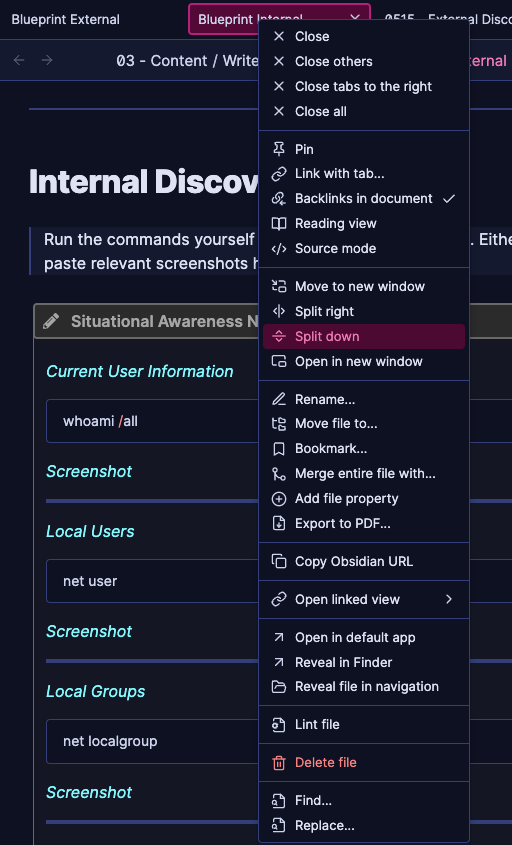 Blueprint External
Blueprint Internal
0515 - External Disco
03 - Content / Write
ternal
Internal Discov
Run the commands yourself
. Eithe
paste relevant screenshots h
Situational Awareness N
Current User Information
whoami /all
Screenshot
Local Users
net user
Screenshot
Local Groups
net localgroup
Screenshot
Close
Close others
Close tabs to the right
Close all
Pin
Link with tab...
Backlinks in document
Reading view
Source mode
Move to new window
Split right
Split down
Open in new window
Rename...
Move file to...
Bookmark...
Merge entire file with...
Add file property
Export to PDF...
Copy Obsidian URL
Open linked view
Open in default app
Reveal in Finder
Reveal file in navigation
Lint file
Delete file
Find...
Replace...